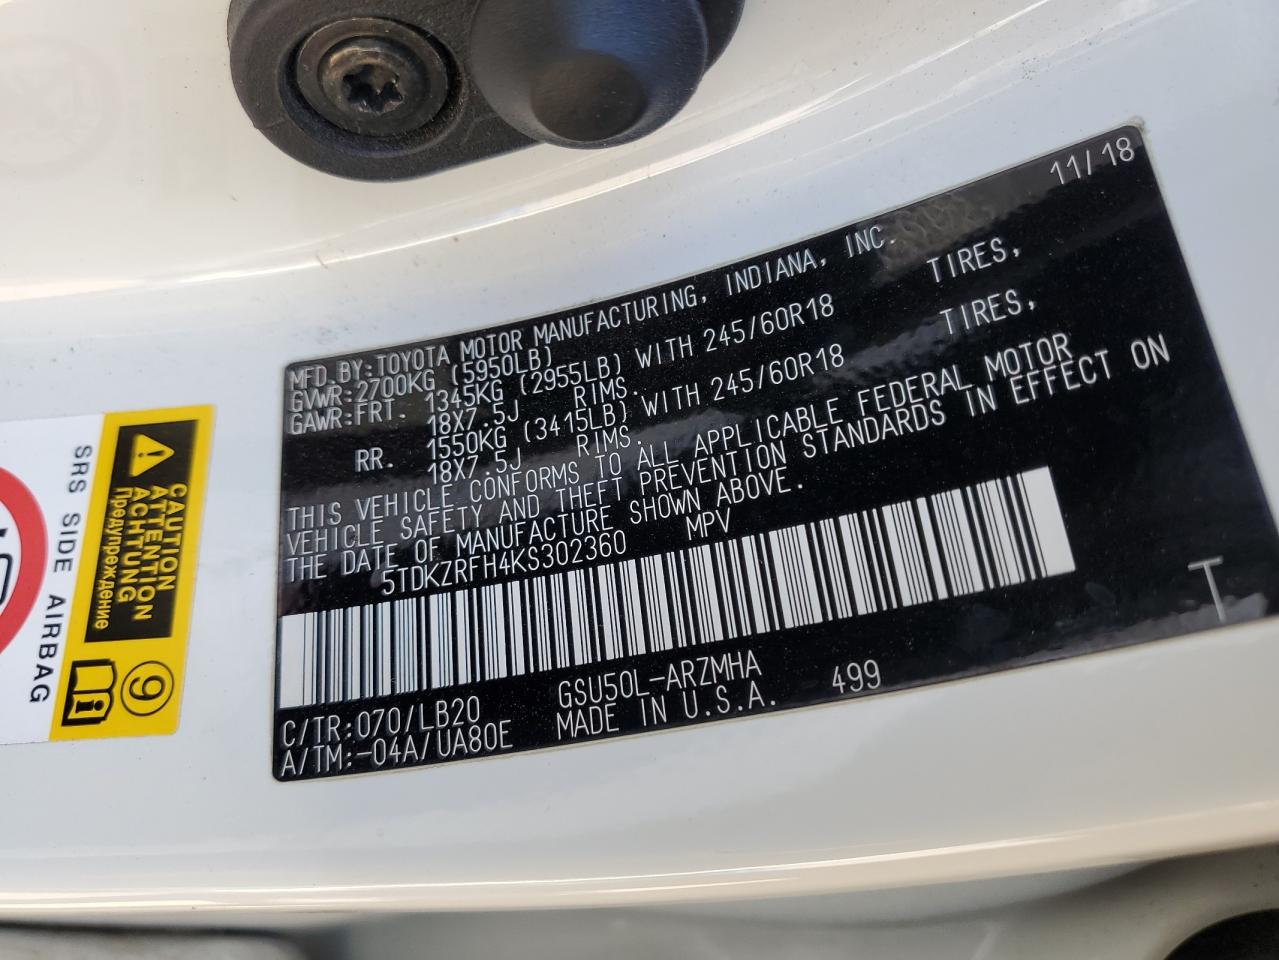 11/18
MFD.BY:TOYOTA MOTOR MANUFACTURING, INDIANA, INC.
GVWR:2700KG (5950LB)
GAWR:FRT. 1345KG (2955LB) WITH 245/60R18 TIRES,
18X7.5J RIMS.
RR. 1550KG (3415LB) WITH 245/60R18 TIRES,
18X7.5J RIMS.
THIS VEHICLE CONFORMS TO ALL APPLICABLE FEDERAL MOTOR
VEHICLE SAFETY AND THEFT PREVENTION STANDARDS IN EFFECT ON
THE DATE OF MANUFACTURE SHOWN ABOVE.
5TDKZRFH4KS302360 MPV
T
C/TR:070/LB20 GSU50L-ARZMHA 499
A/TM:-04A/UA80E MADE IN U.S.A.
CAUTION
ATTENTION
ACHTUNG
Предупреждение
9
SRS SIDE AIRBAG